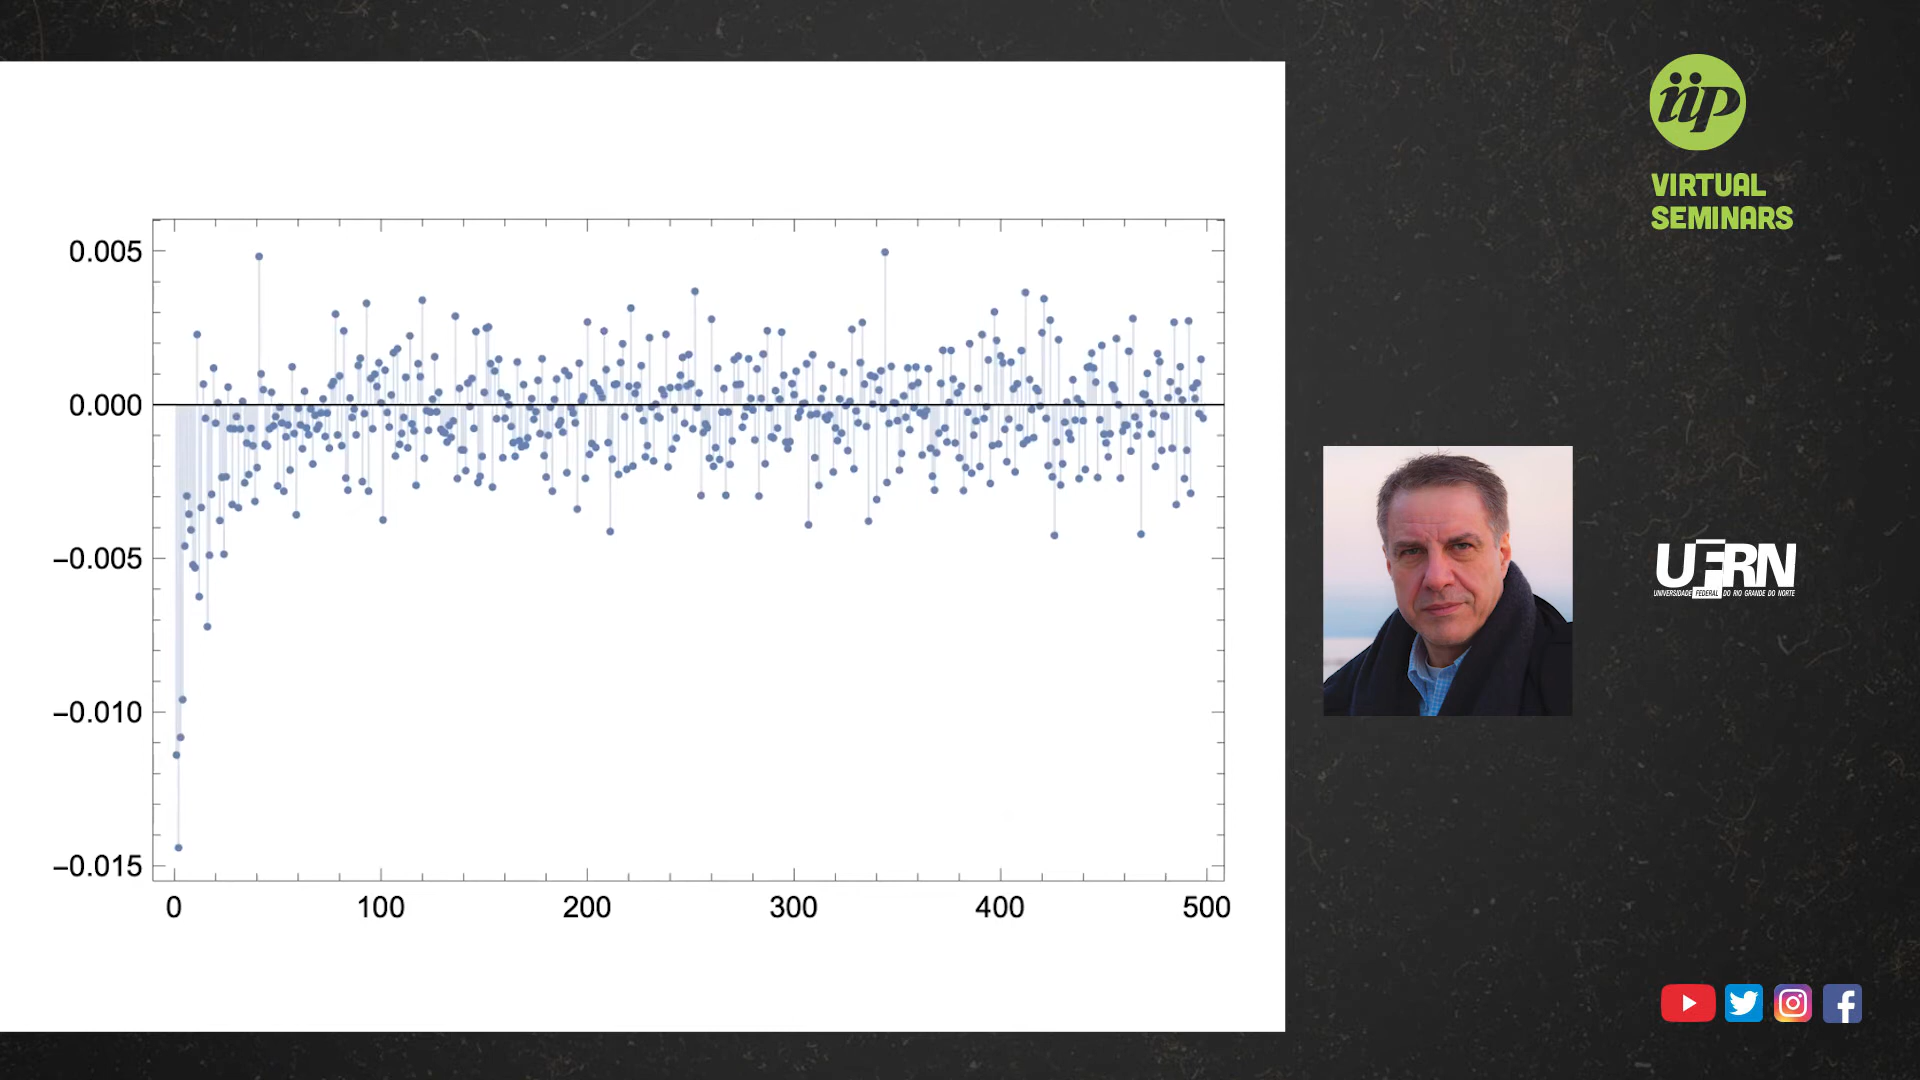 0.005
0.000
−0.005
−0.010
−0.015
0
100
200
300
400
500
iip
VIRTUAL
SEMINARS
UFRN
UNIVERSIDADE FEDERAL DO RIO GRANDE DO NORTE